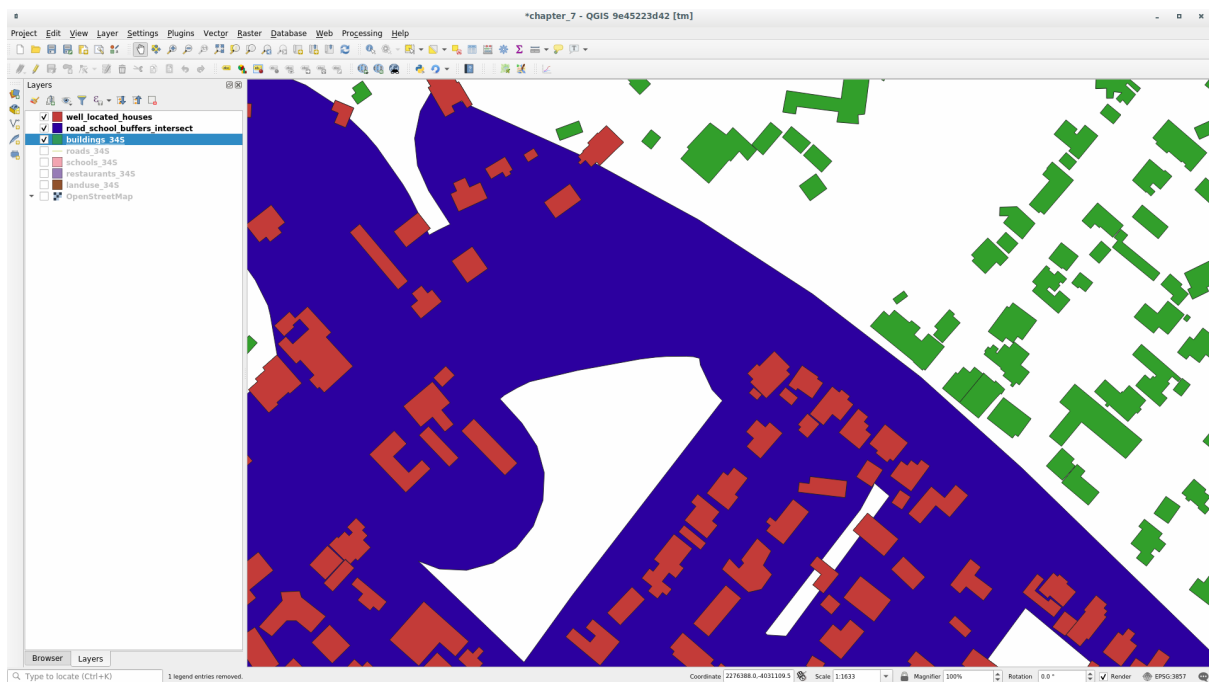 *chapter_7 - QGIS 9e45223d42 [tm]
Project Edit View Layer Settings Plugins Vector Raster Database Web Processing Help
Layers
well_located_houses
road_school_buffers_intersect
buildings_34S
roads_34S
schools_34S
restaurants_34S
landuse_34S
OpenStreetMap
Browser Layers
Type to locate (Ctrl+K) 1 legend entries removed. Coordinate 2276388.0,-4031109.5 Scale 1:1633 Magnifier 100% Rotation 0.0 ° Render EPSG:3857